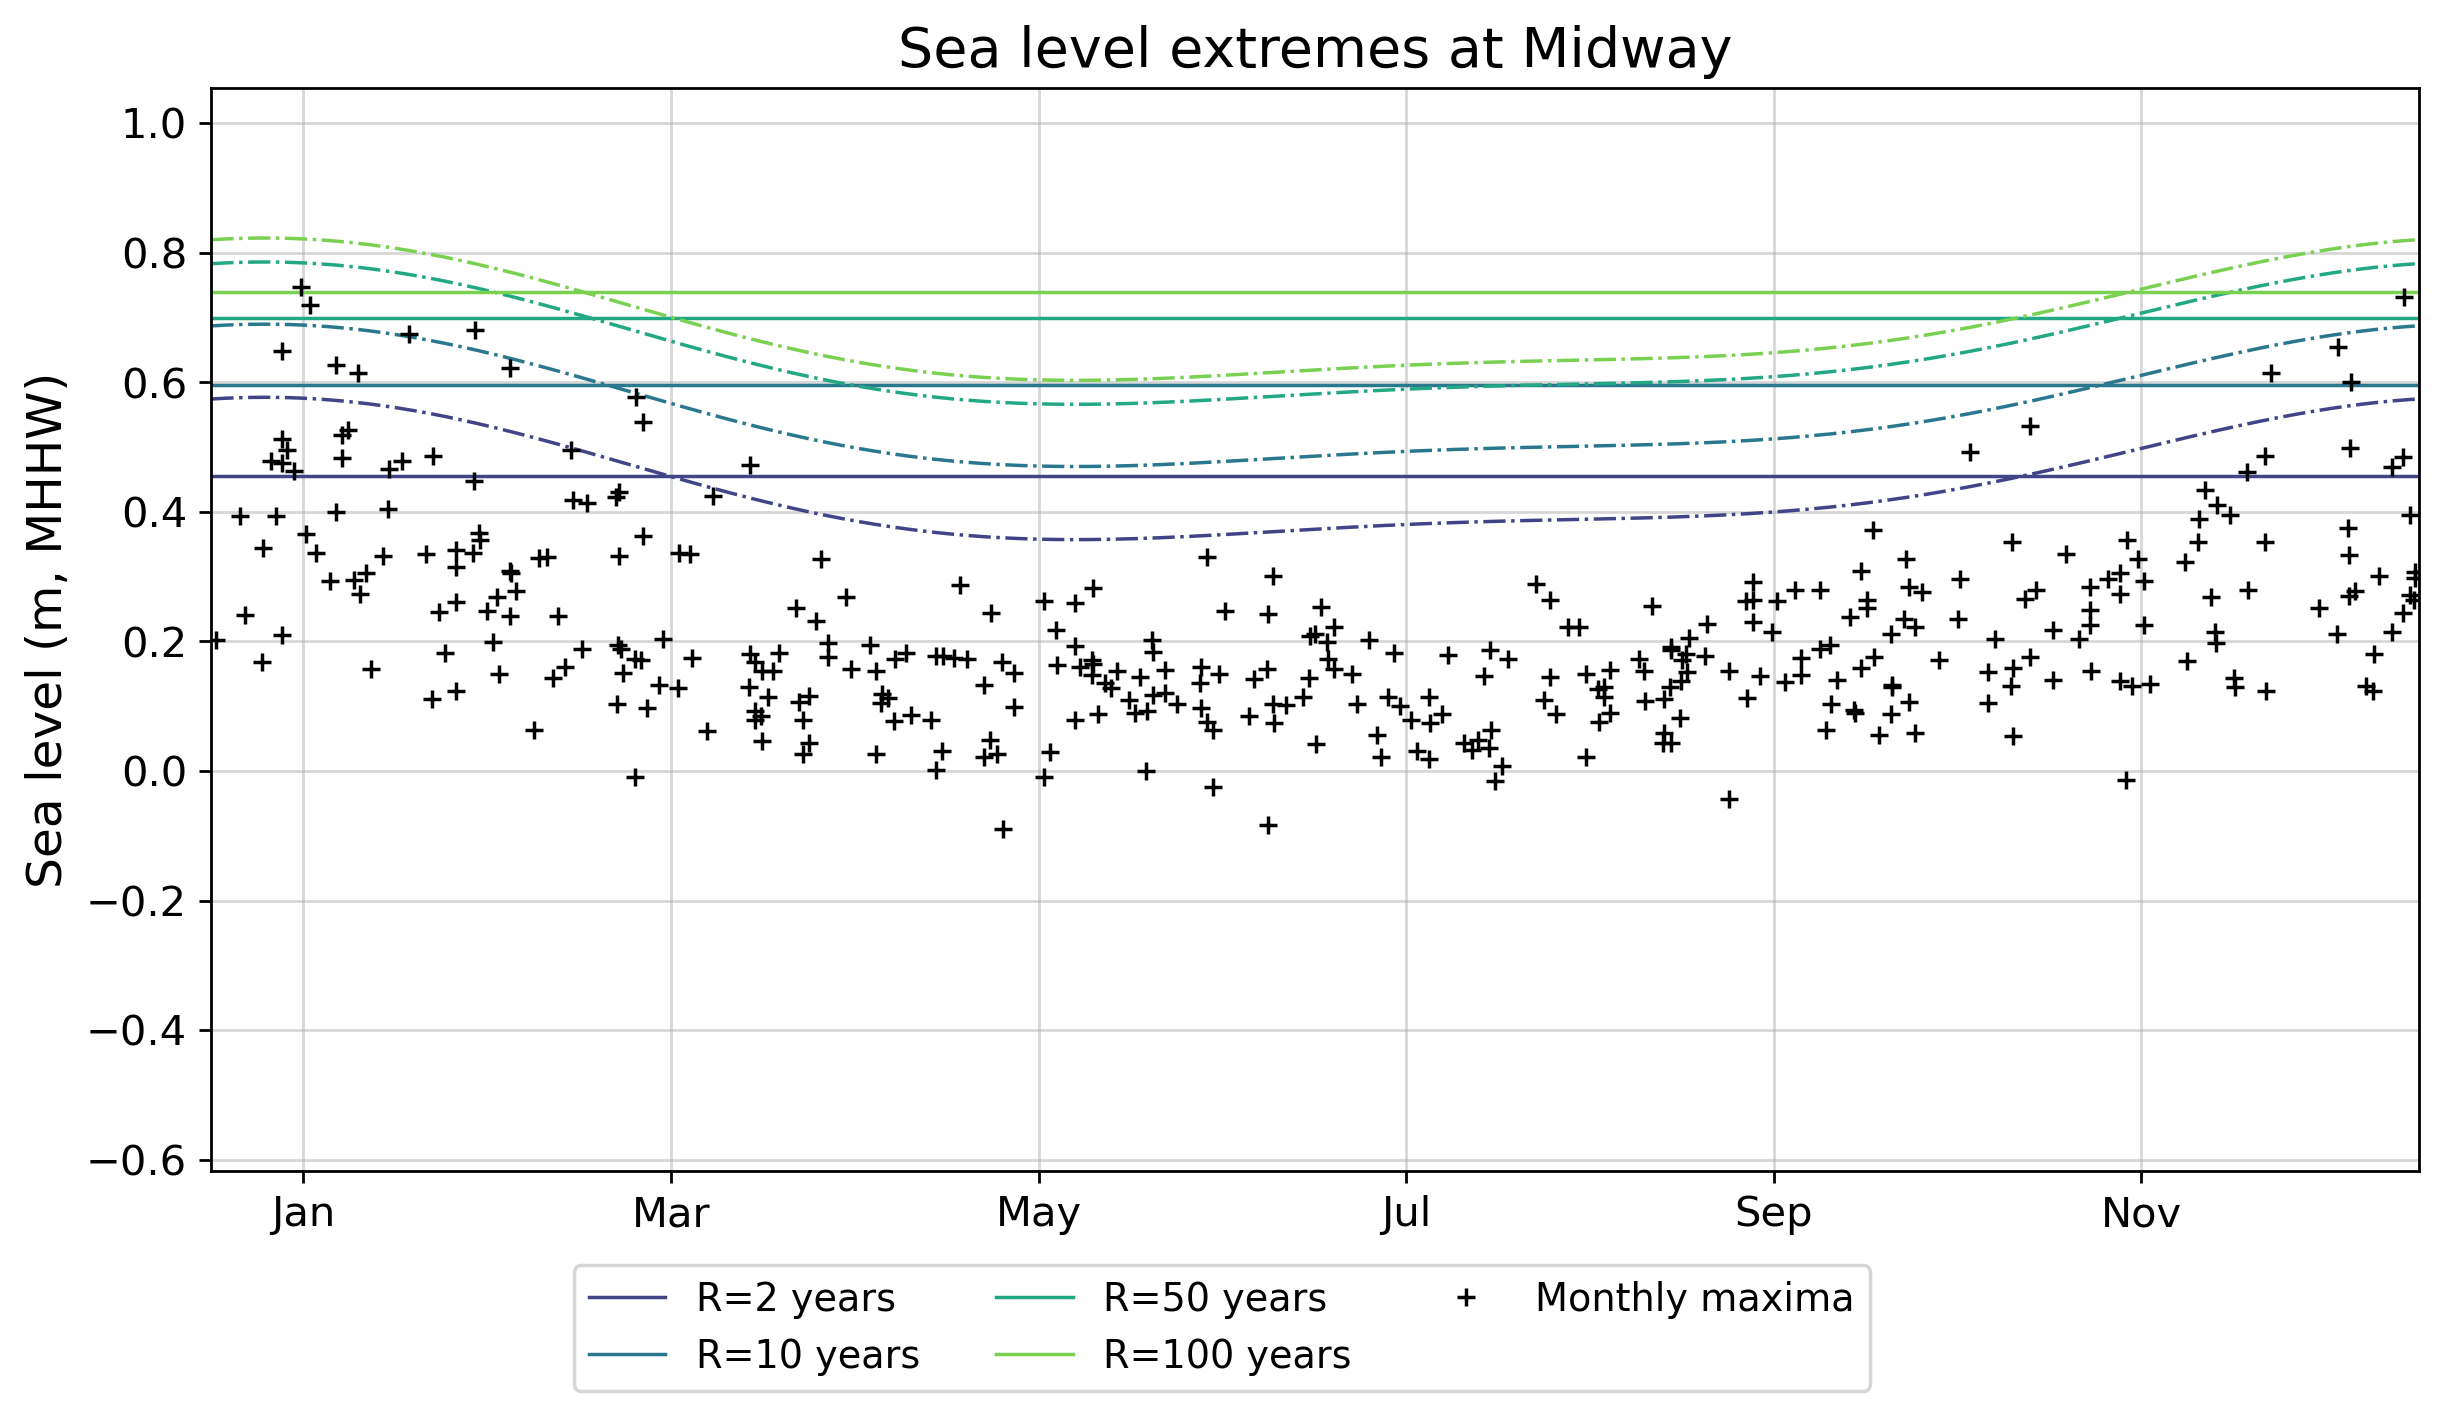 Sea level extremes at Midway
Sea level (m, MHHW)
1.0
0.8
0.6
0.4
0.2
0.0
−0.2
−0.4
−0.6
Jan Mar May Jul Sep Nov
R=2 years R=50 years Monthly maxima
R=10 years R=100 years